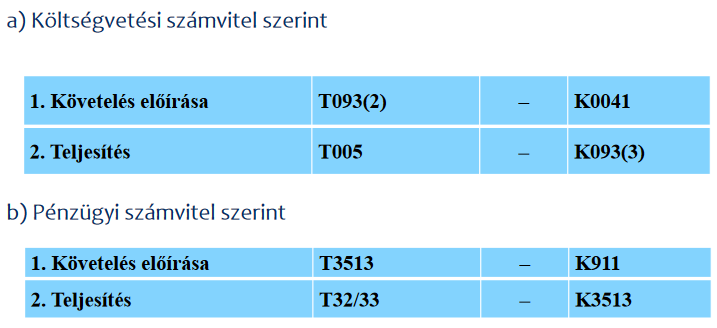 a) Költségvetési számvitel szerint
1. Követelés előírása T093(2) – K0041
2. Teljesítés T005 – K093(3)
b) Pénzügyi számvitel szerint
1. Követelés előírása T3513 – K911
2. Teljesítés T32/33 – K3513